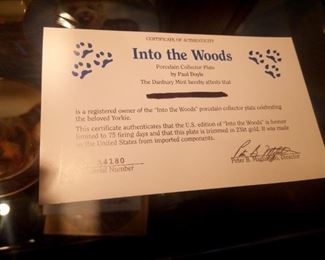 CERTIFICATE OF AUTHENTICITY
Into the Woods
Porcelain Collector Plate
by Paul Doyle
The Danbury Mint hereby attests that
is a registered owner of the "Into the Woods" porcelain collector plate celebrating
the beloved Yorkie.
This certificate authenticates that the U.S. edition of "Into the Woods" is hence
limited to 75 firing days and that this plate is trimmed in 23kt gold. It was made
in the United States from imported components.
4180
Serial Number
Peter B. Director